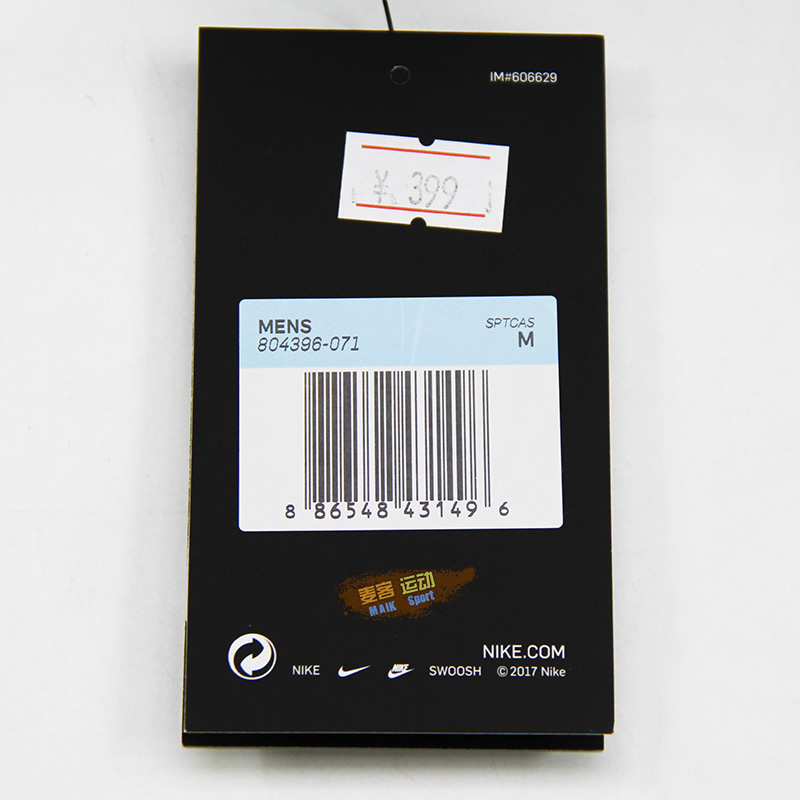 IM#606629
¥ 399
MENS
804396-071
SPTCAS
M
8 86548 43149 6
麦客 运动
MAIK Sport
NIKE.COM
NIKE NIKE SWOOSH © 2017 Nike